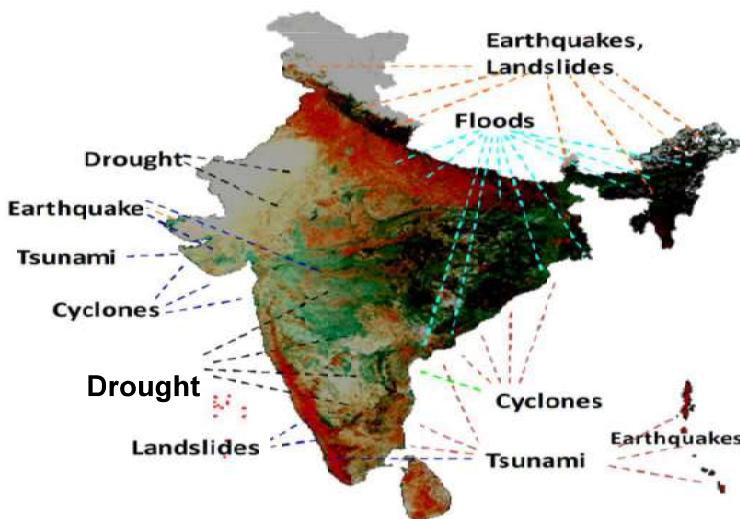 Earthquakes,
Landslides
Floods
Drought
Earthquake
Tsunami
Cyclones
Drought
Cyclones
Landslides
Earthquakes
Tsunami